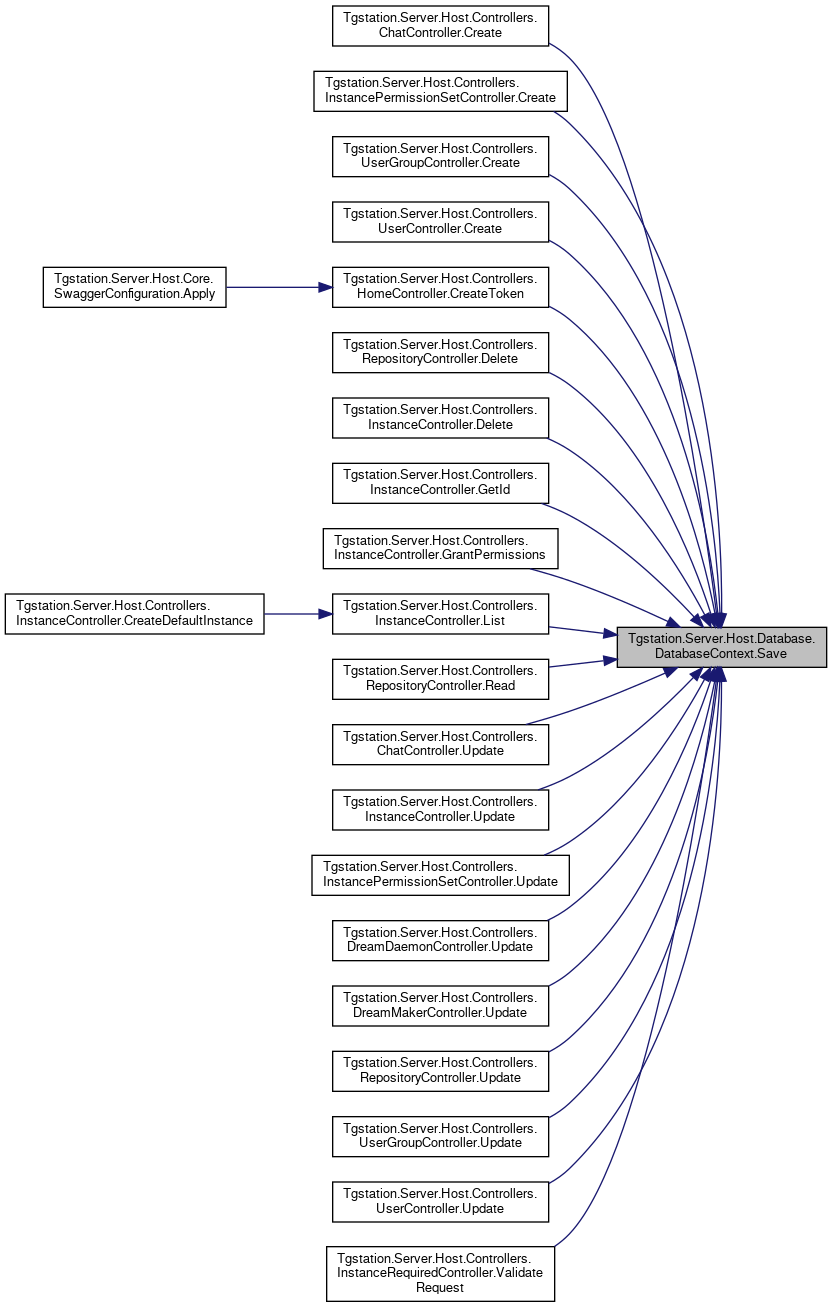 Tgstation.Server.Host.Controllers.
ChatController.Create
Tgstation.Server.Host.Controllers.
InstancePermissionSetController.Create
Tgstation.Server.Host.Controllers.
UserGroupController.Create
Tgstation.Server.Host.Controllers.
UserController.Create
Tgstation.Server.Host.Core.
SwaggerConfiguration.Apply
Tgstation.Server.Host.Controllers.
HomeController.CreateToken
Tgstation.Server.Host.Controllers.
RepositoryController.Delete
Tgstation.Server.Host.Controllers.
InstanceController.Delete
Tgstation.Server.Host.Controllers.
InstanceController.GetId
Tgstation.Server.Host.Controllers.
InstanceController.GrantPermissions
Tgstation.Server.Host.Controllers.
InstanceController.CreateDefaultInstance
Tgstation.Server.Host.Controllers.
InstanceController.List
Tgstation.Server.Host.Database.
DatabaseContext.Save
Tgstation.Server.Host.Controllers.
RepositoryController.Read
Tgstation.Server.Host.Controllers.
ChatController.Update
Tgstation.Server.Host.Controllers.
InstanceController.Update
Tgstation.Server.Host.Controllers.
InstancePermissionSetController.Update
Tgstation.Server.Host.Controllers.
DreamDaemonController.Update
Tgstation.Server.Host.Controllers.
DreamMakerController.Update
Tgstation.Server.Host.Controllers.
RepositoryController.Update
Tgstation.Server.Host.Controllers.
UserGroupController.Update
Tgstation.Server.Host.Controllers.
UserController.Update
Tgstation.Server.Host.Controllers.
InstanceRequiredController.Validate
Request